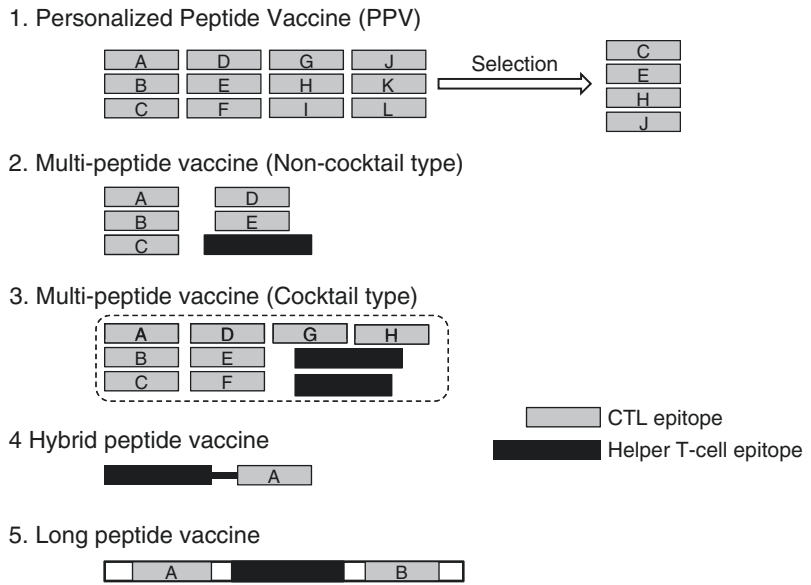 1. Personalized Peptide Vaccine (PPV)
A D G J Selection C
B E H K E
C F I L H
J
2. Multi-peptide vaccine (Non-cocktail type)
A D
B E
C
3. Multi-peptide vaccine (Cocktail type)
A D G H
B E
C F
CTL epitope
4 Hybrid peptide vaccine
Helper T-cell epitope
A
5. Long peptide vaccine
A B